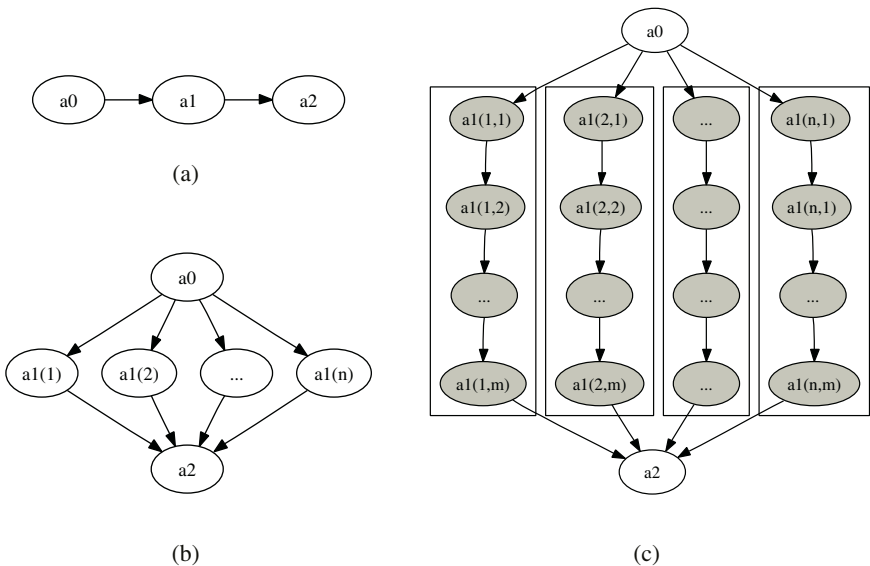 a0
a1
a2
(a)
a0
a1(1)
a1(2)
...
a1(n)
a2
(b)
a0
a1(1,1)
a1(2,1)
...
a1(n,1)
a1(1,2)
a1(2,2)
...
a1(n,1)
...
...
...
...
a1(1,m)
a1(2,m)
...
a1(n,m)
a2
(c)